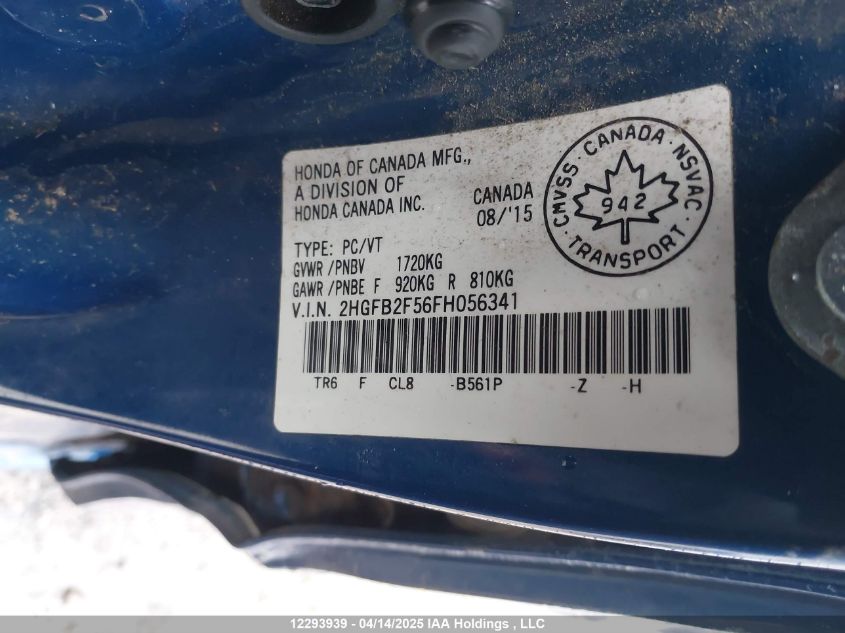 HONDA OF CANADA MFG.,
A DIVISION OF
HONDA CANADA INC.
CANADA
08/'15
CMVSS · CANADA · NSVAC
942
· TRANSPORT ·
TYPE: PC/VT
GVWR /PNBV 1720KG
GAWR /PNBE F 920KG R 810KG
V.I.N. 2HGFB2F56FH056341
TR6 F CL8 -B561P -Z -H
12293939 - 04/14/2025 IAA Holdings , LLC